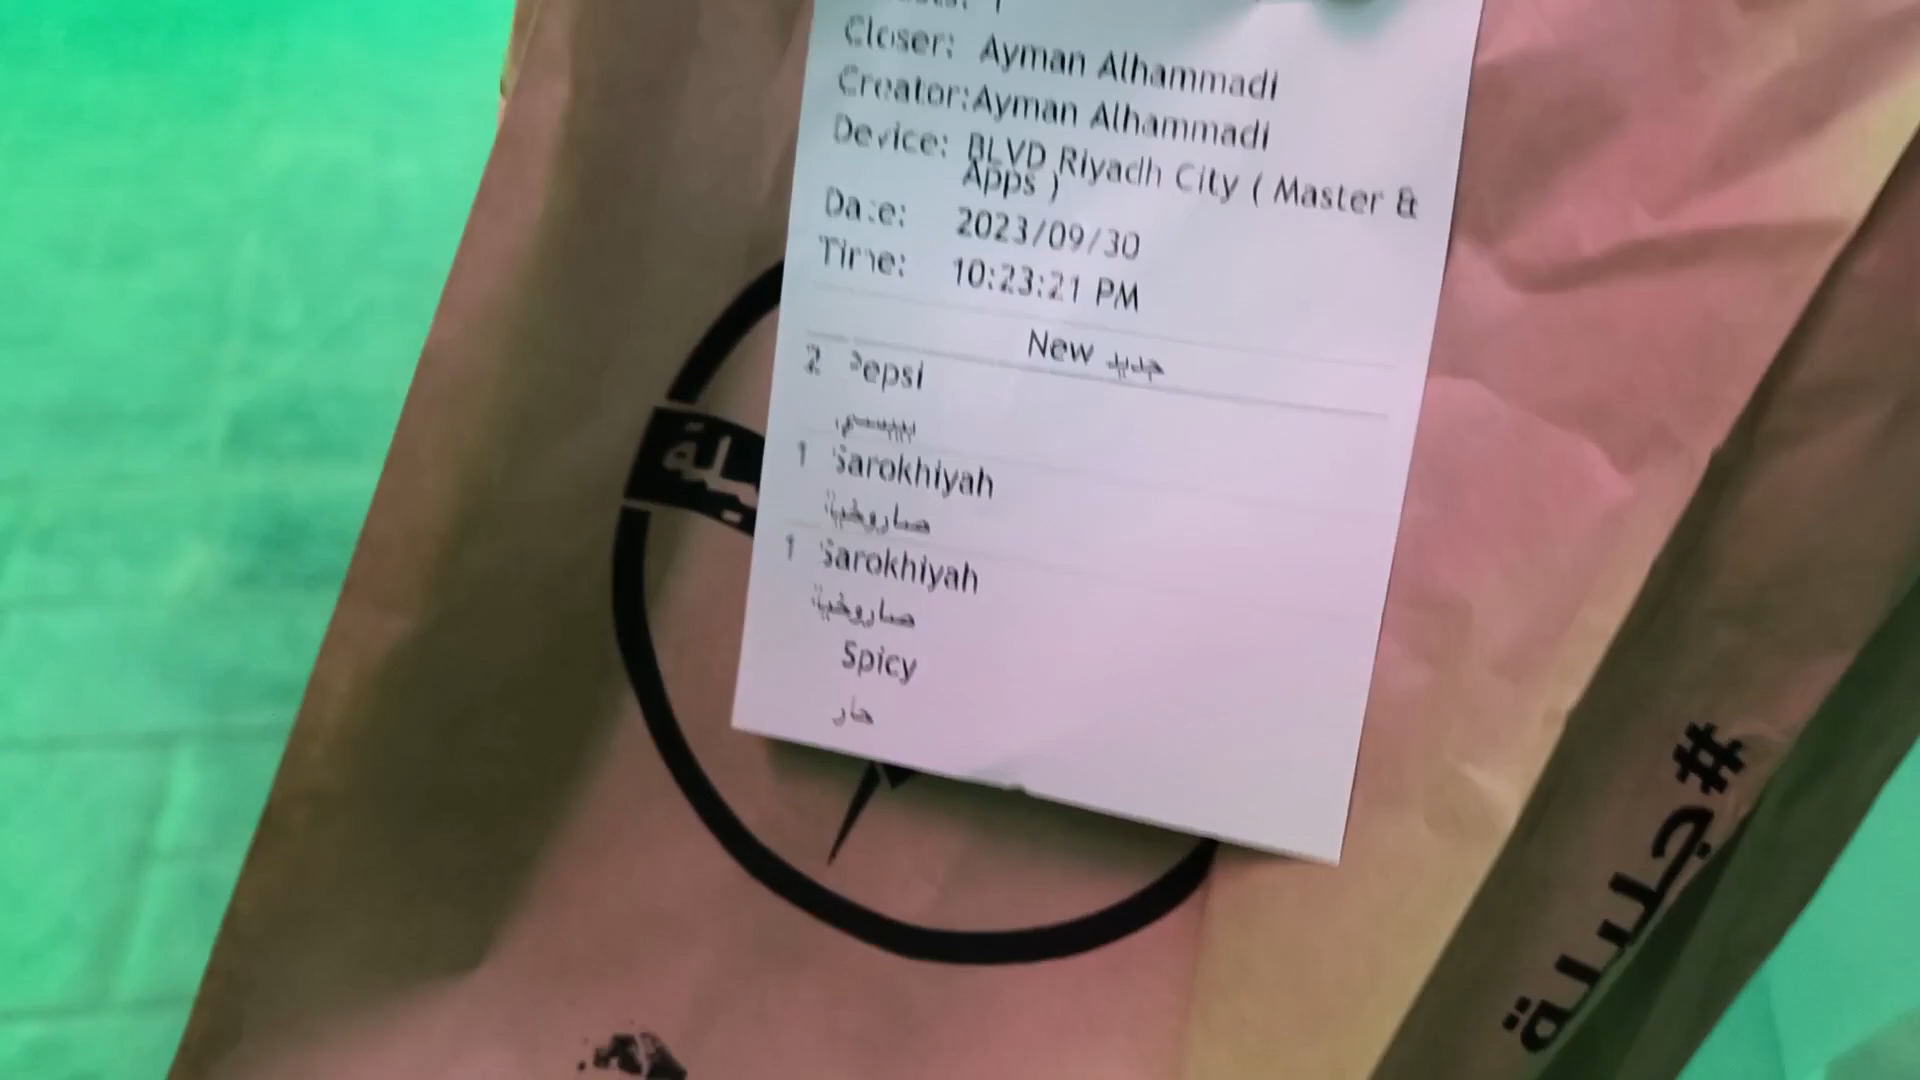 Closer: Ayman Alhammadi
Creator: Ayman Alhammadi
Device: BLVD Riyadh City ( Master &
Apps )
Date: 2023/09/30
Time: 10:23:21 PM
New جديد
2 Pepsi
بيبسي
1 Sarokhiyah
صاروخية
1 Sarokhiyah
صاروخية
Spicy
حار